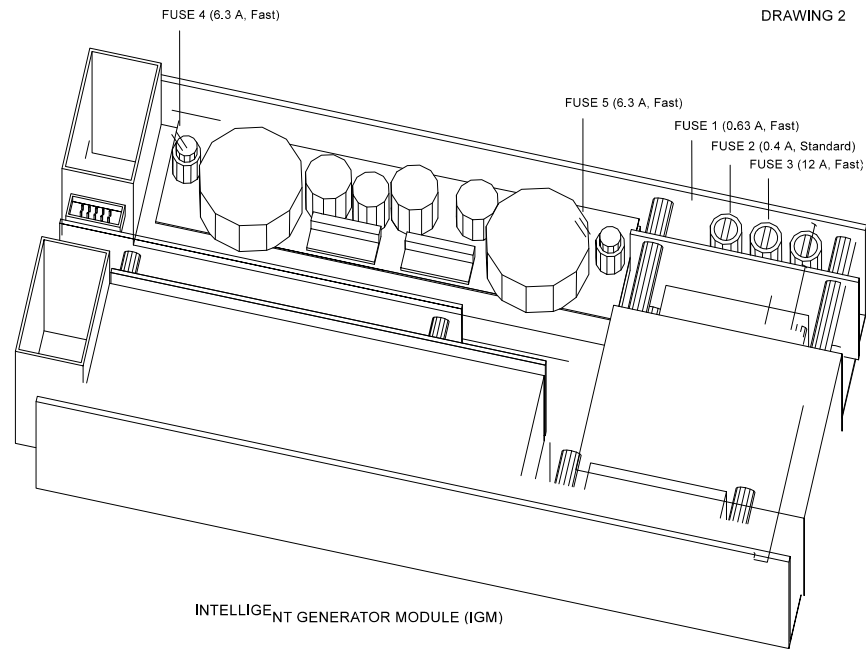 FUSE 4 (6.3 A, Fast)
DRAWING 2
FUSE 5 (6.3 A, Fast)
FUSE 1 (0.63 A, Fast)
FUSE 2 (0.4 A, Standard)
FUSE 3 (12 A, Fast)
INTELLIGENT GENERATOR MODULE (IGM)